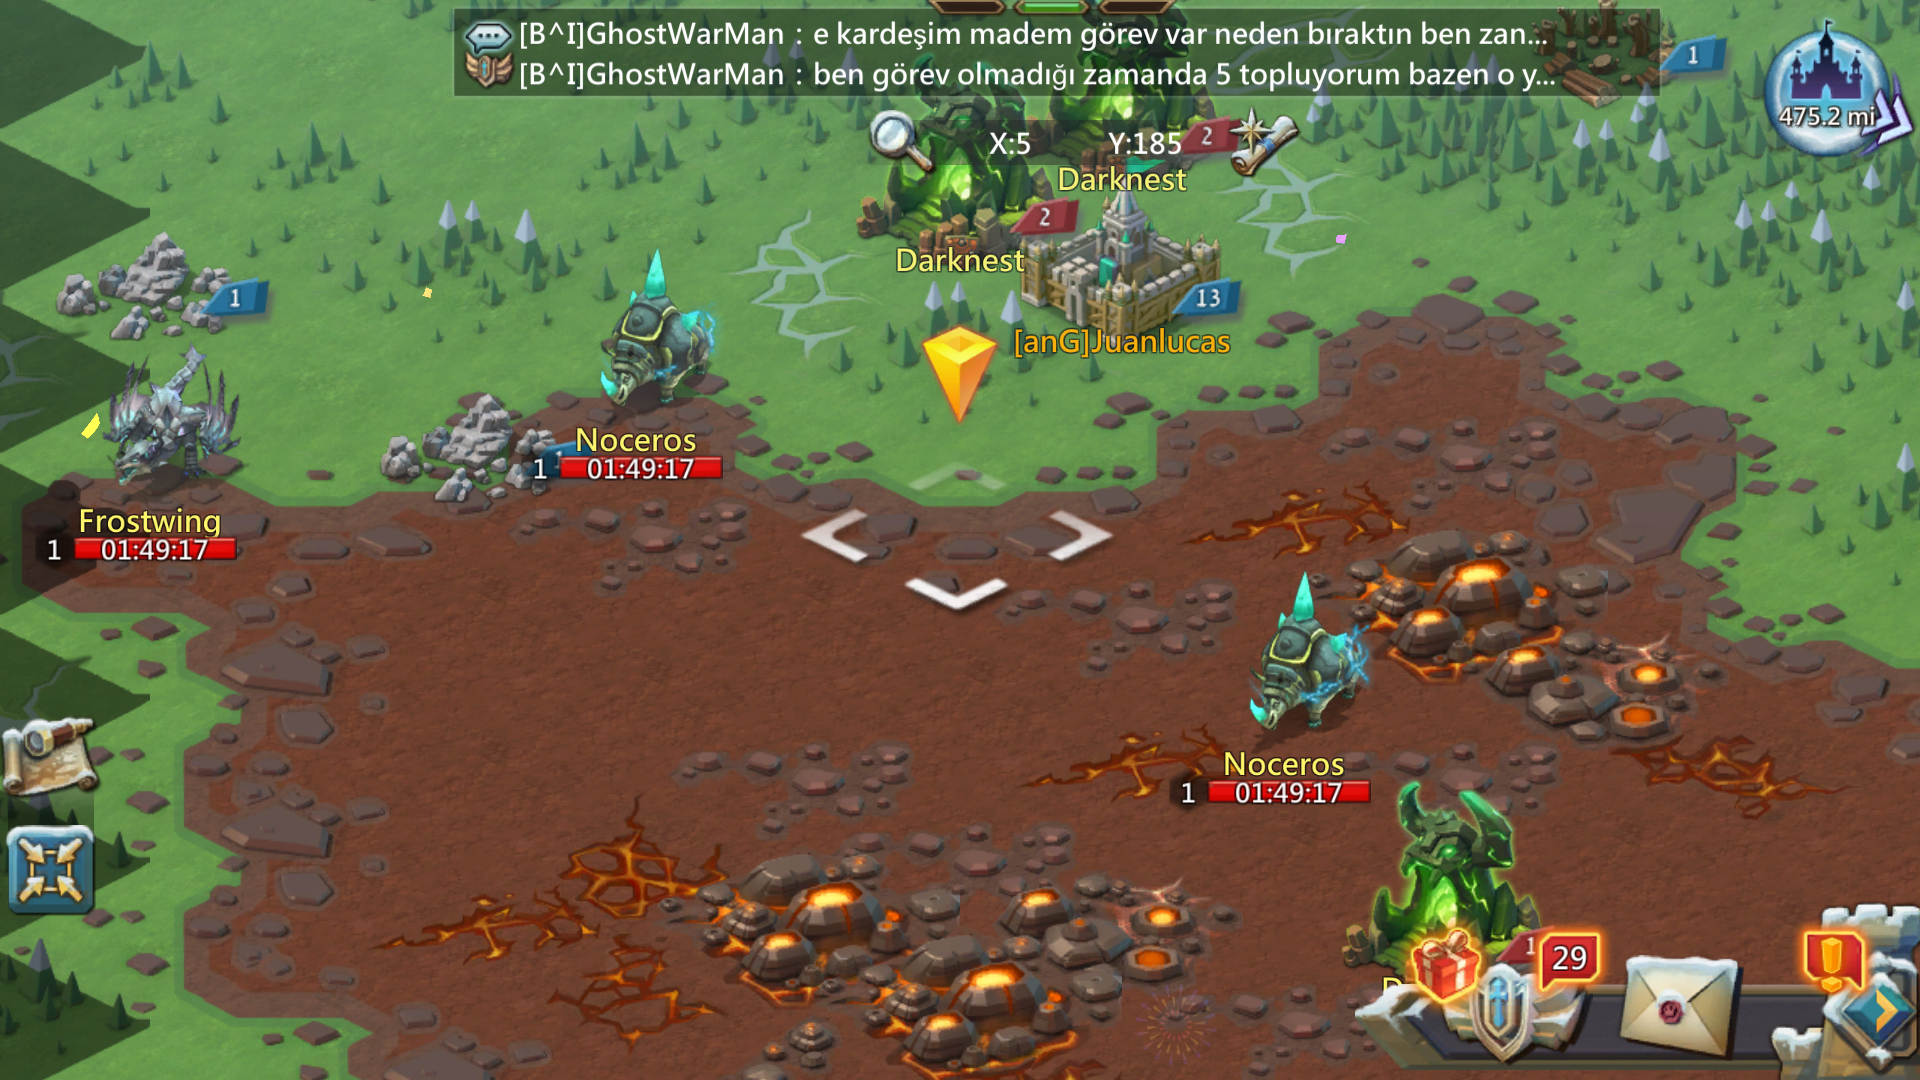 [B^I]GhostWarMan : e kardeşim madem görev var neden bıraktın ben zan...
[B^I]GhostWarMan : ben görev olmadığı zamanda 5 topluyorum bazen o y...
1
475.2 mi
X:5 Y:185
2
Darknest
2
Darknest
1
13
[anG]Juanlucas
Noceros
1 01:49:17
Frostwing
1 01:49:17
Noceros
1 01:49:17
1
29